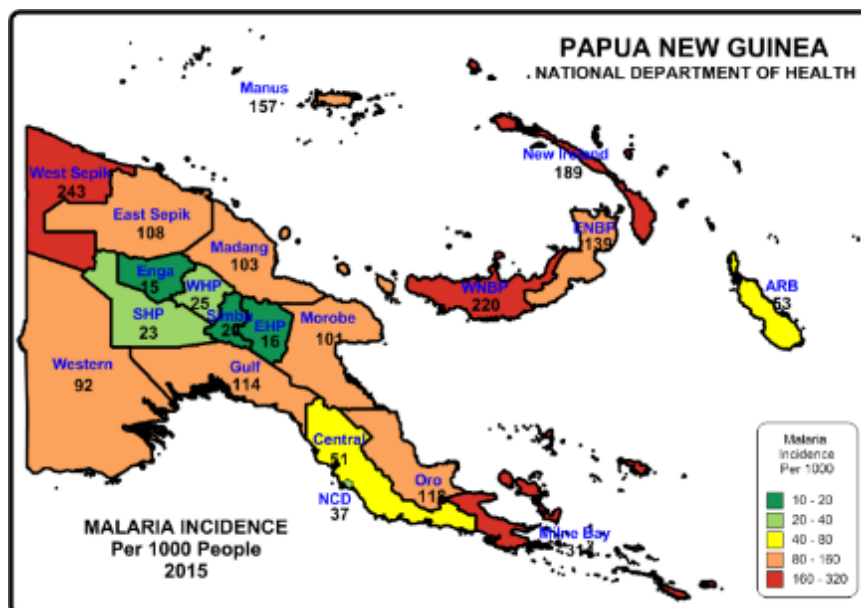 PAPUA NEW GUINEA
NATIONAL DEPARTMENT OF HEALTH
Manus
157
New Ireland
189
West Sepik
243
East Sepik
108
ENBP
139
Madang
103
Enga
15
WHP
25
WNBP
220
ARB
53
SHP
23
Simbu
20
EHP
16
Morobe
101
Western
92
Gulf
114
Central
51
Oro
118
NCD
37
Milne Bay
MALARIA INCIDENCE
Per 1000 People
2015
Malaria
Incidence
Per 1000
10 - 20
20 - 40
40 - 80
80 - 160
160 - 320